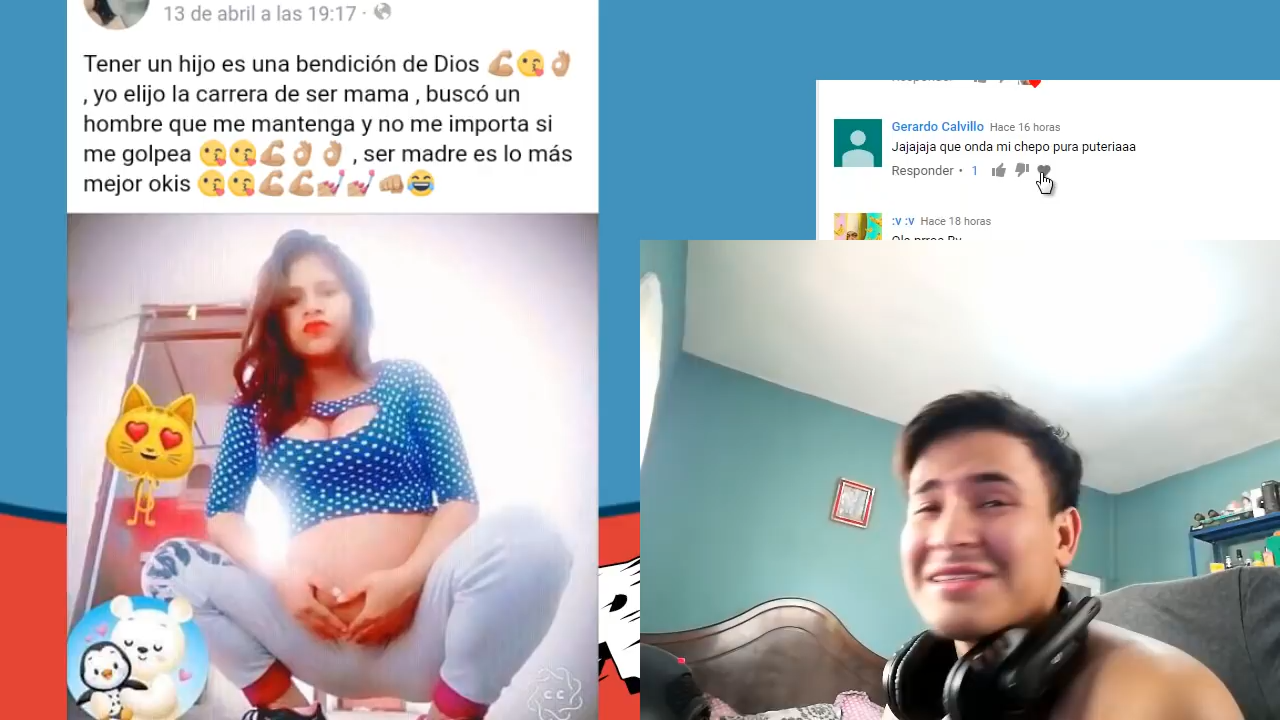 13 de abril a las 19:17 ·
Tener un hijo es una bendición de Dios 💪🏼😘👌🏼
, yo elijo la carrera de ser mama , buscó un
hombre que me mantenga y no me importa si
me golpea 😘😘💪🏼👌🏼👌🏼 , ser madre es lo más
mejor okis 😘😘💪🏼💪🏼💅🏼💅🏼👊🏼😂
Gerardo Calvillo Hace 16 horas
Jajajaja que onda mi chepo pura puteriaaa
Responder • 1
:v :v Hace 18 horas
CC